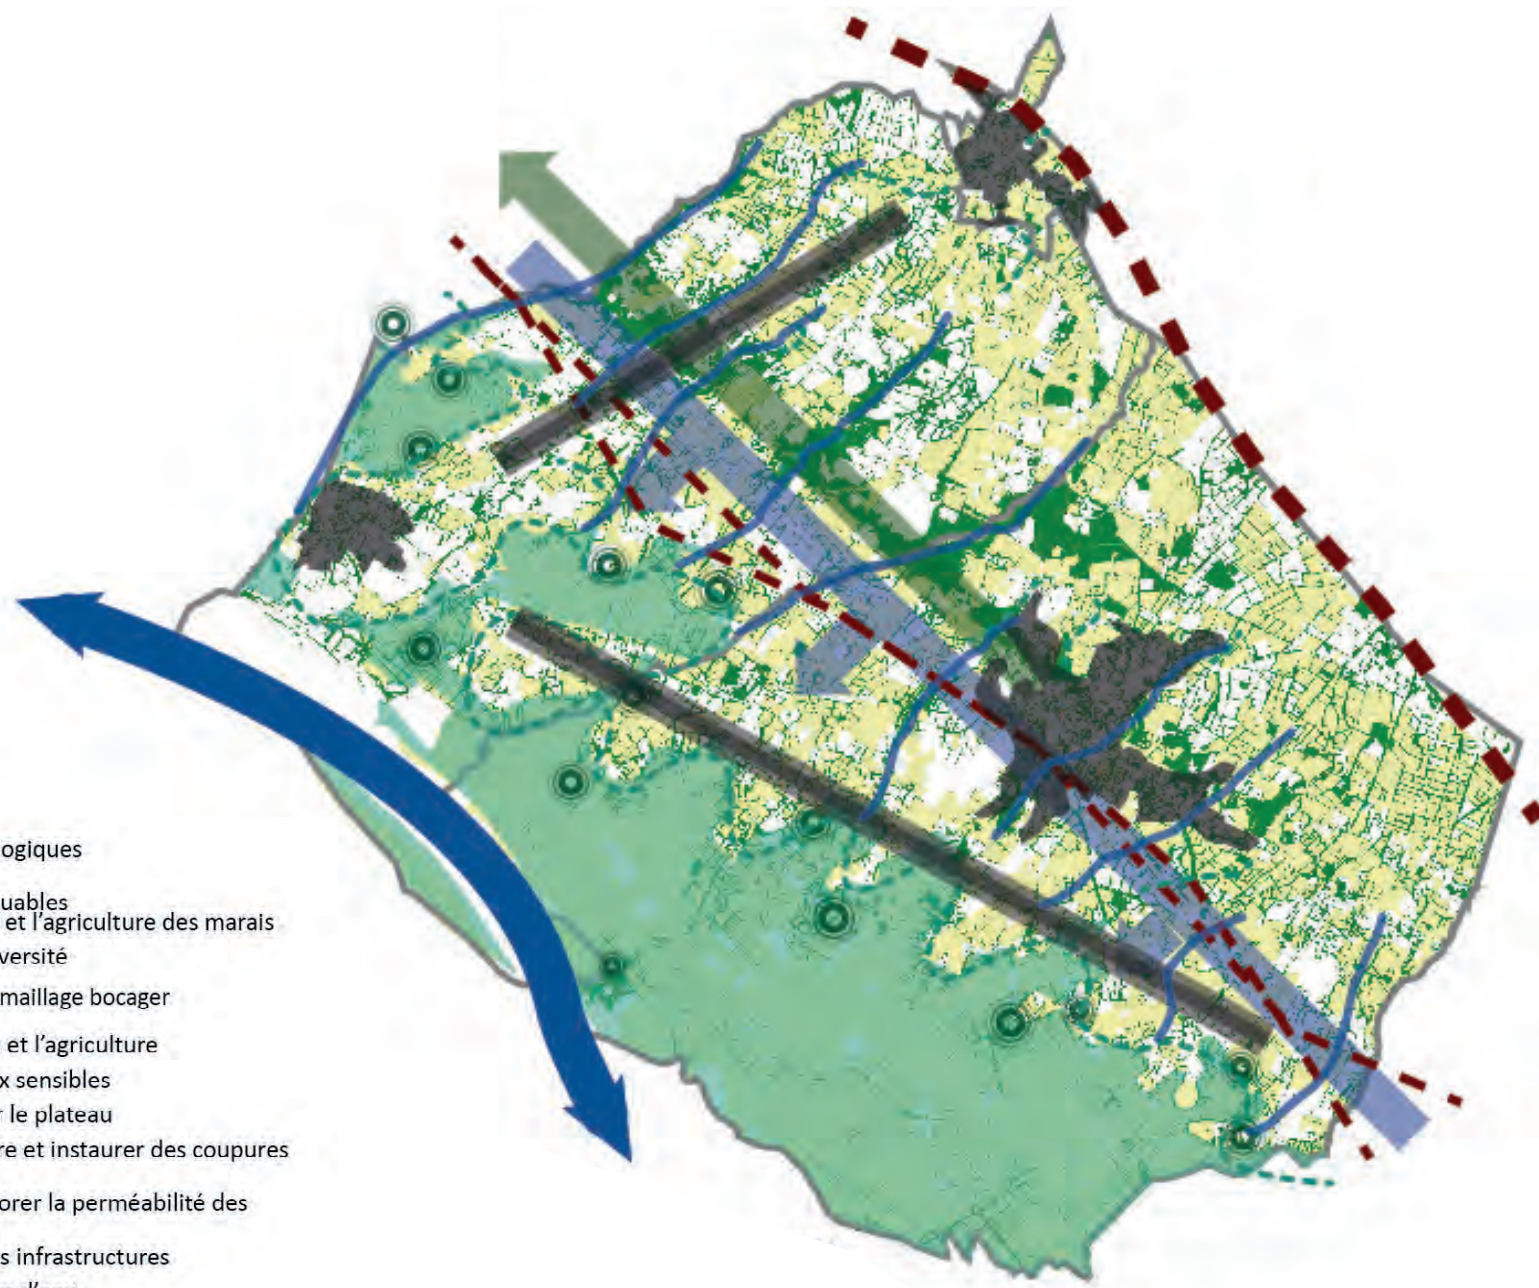 ogiques
uables
et l’agriculture des marais
versité
maillage bocager
et l’agriculture
x sensibles
r le plateau
re et instaurer des coupures
orer la perméabilité des
s infrastructures